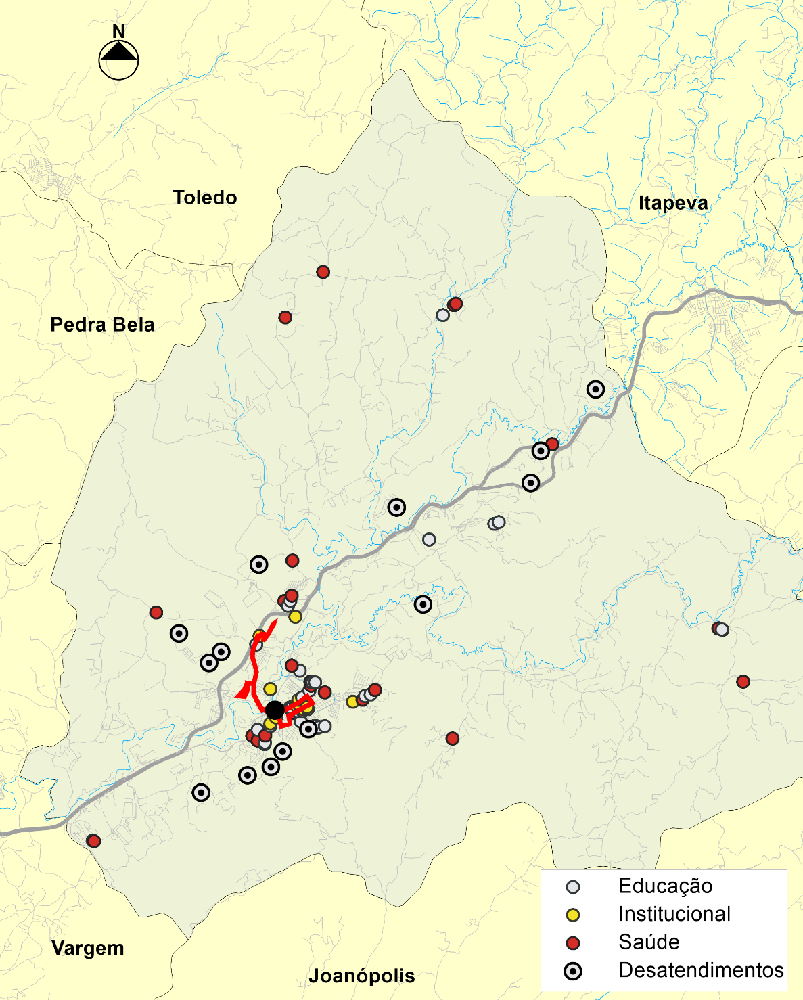 N
Toledo
Itapeva
Pedra Bela
Educação
Institucional
Saúde
Desatendimentos
Vargem
Joanópolis